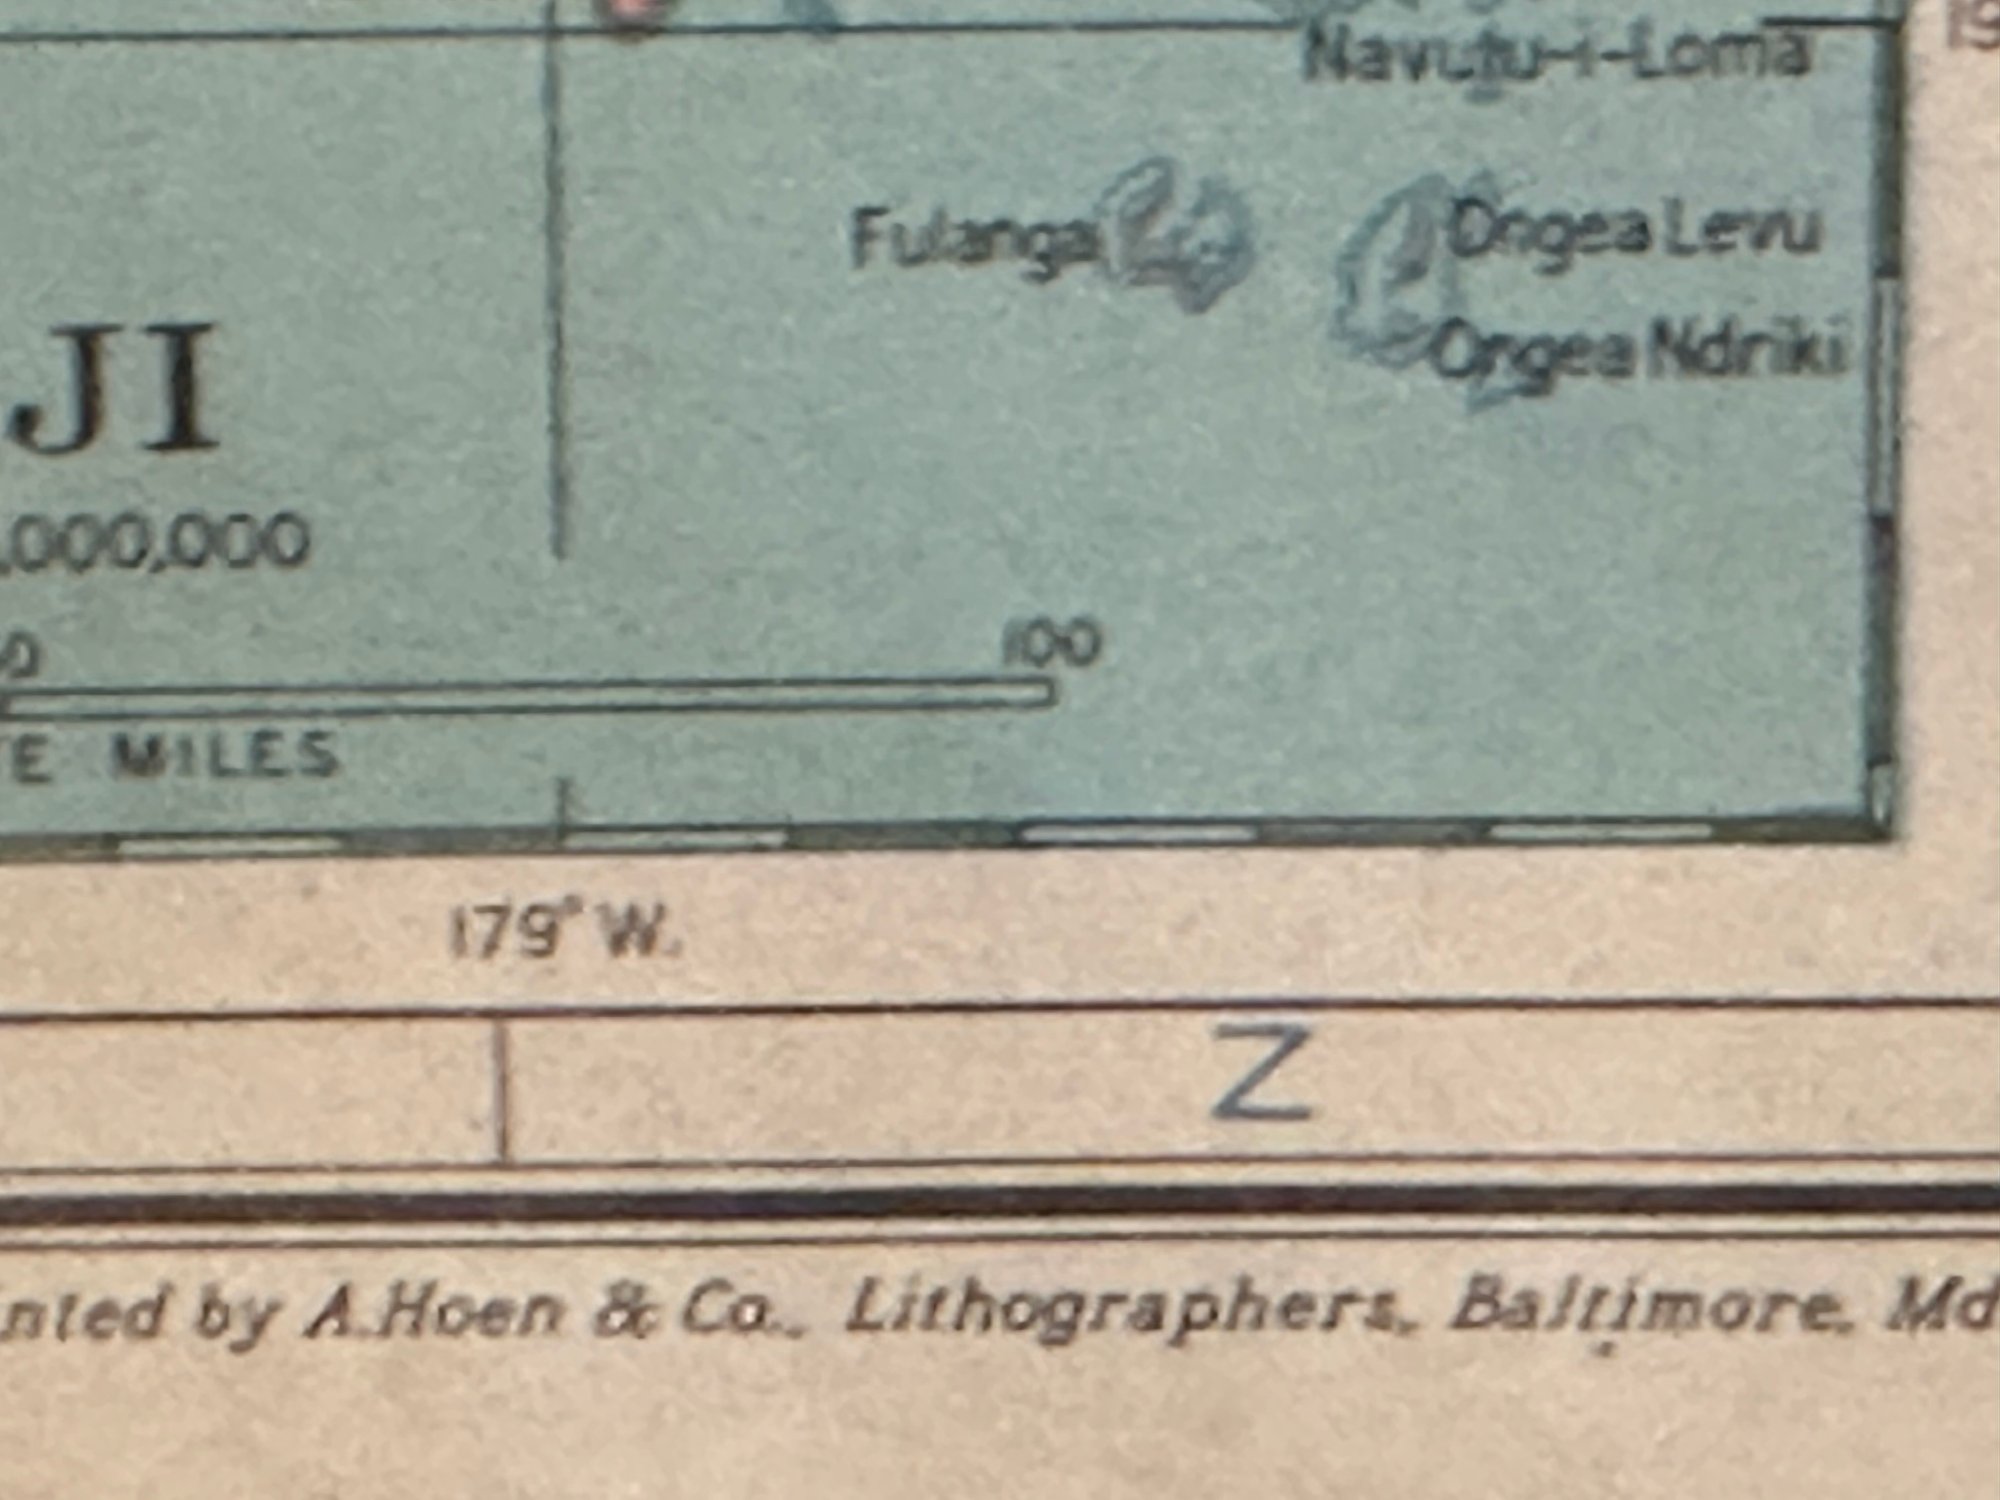 19
Navutu-i-Loma
Fulanga
Ongea Levu
Ongea Ndriki
JI
,000,000
100
E MILES
179° W.
Z
nted by A.Hoen & Co., Lithographers, Baltimore, Md